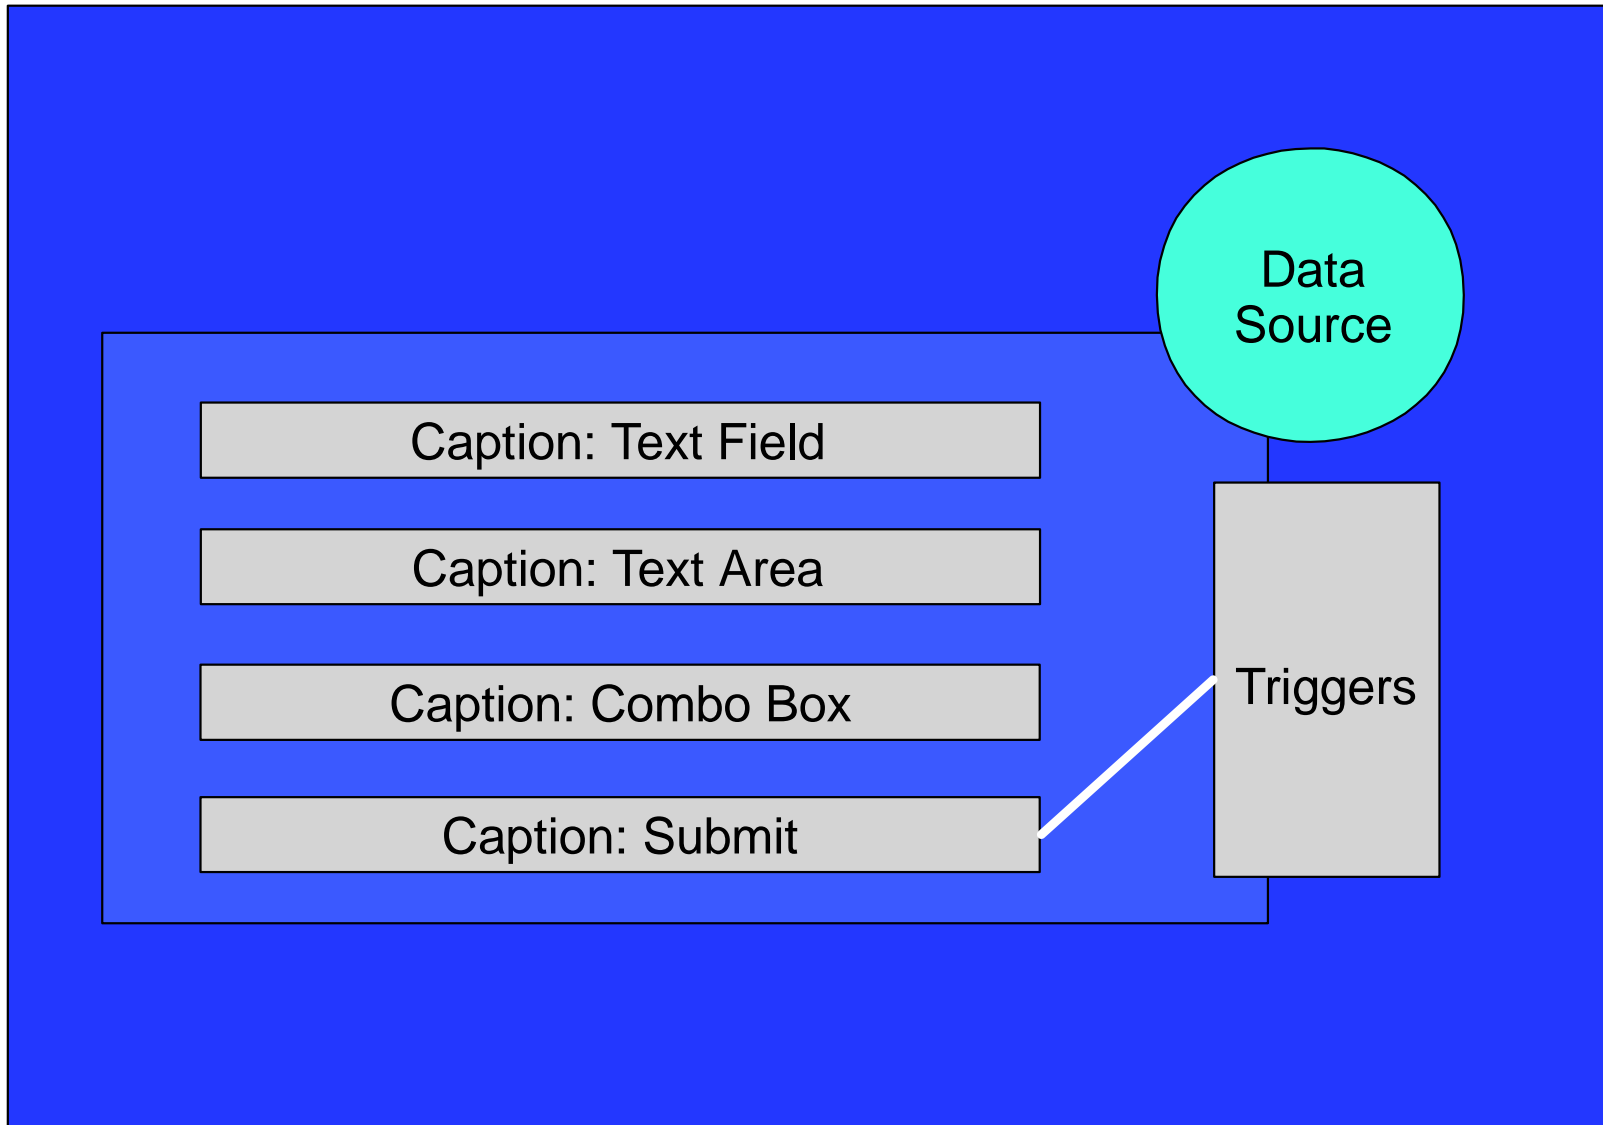 Data
Source
Caption: Text Field
Caption: Text Area
Caption: Combo Box
Triggers
Caption: Submit